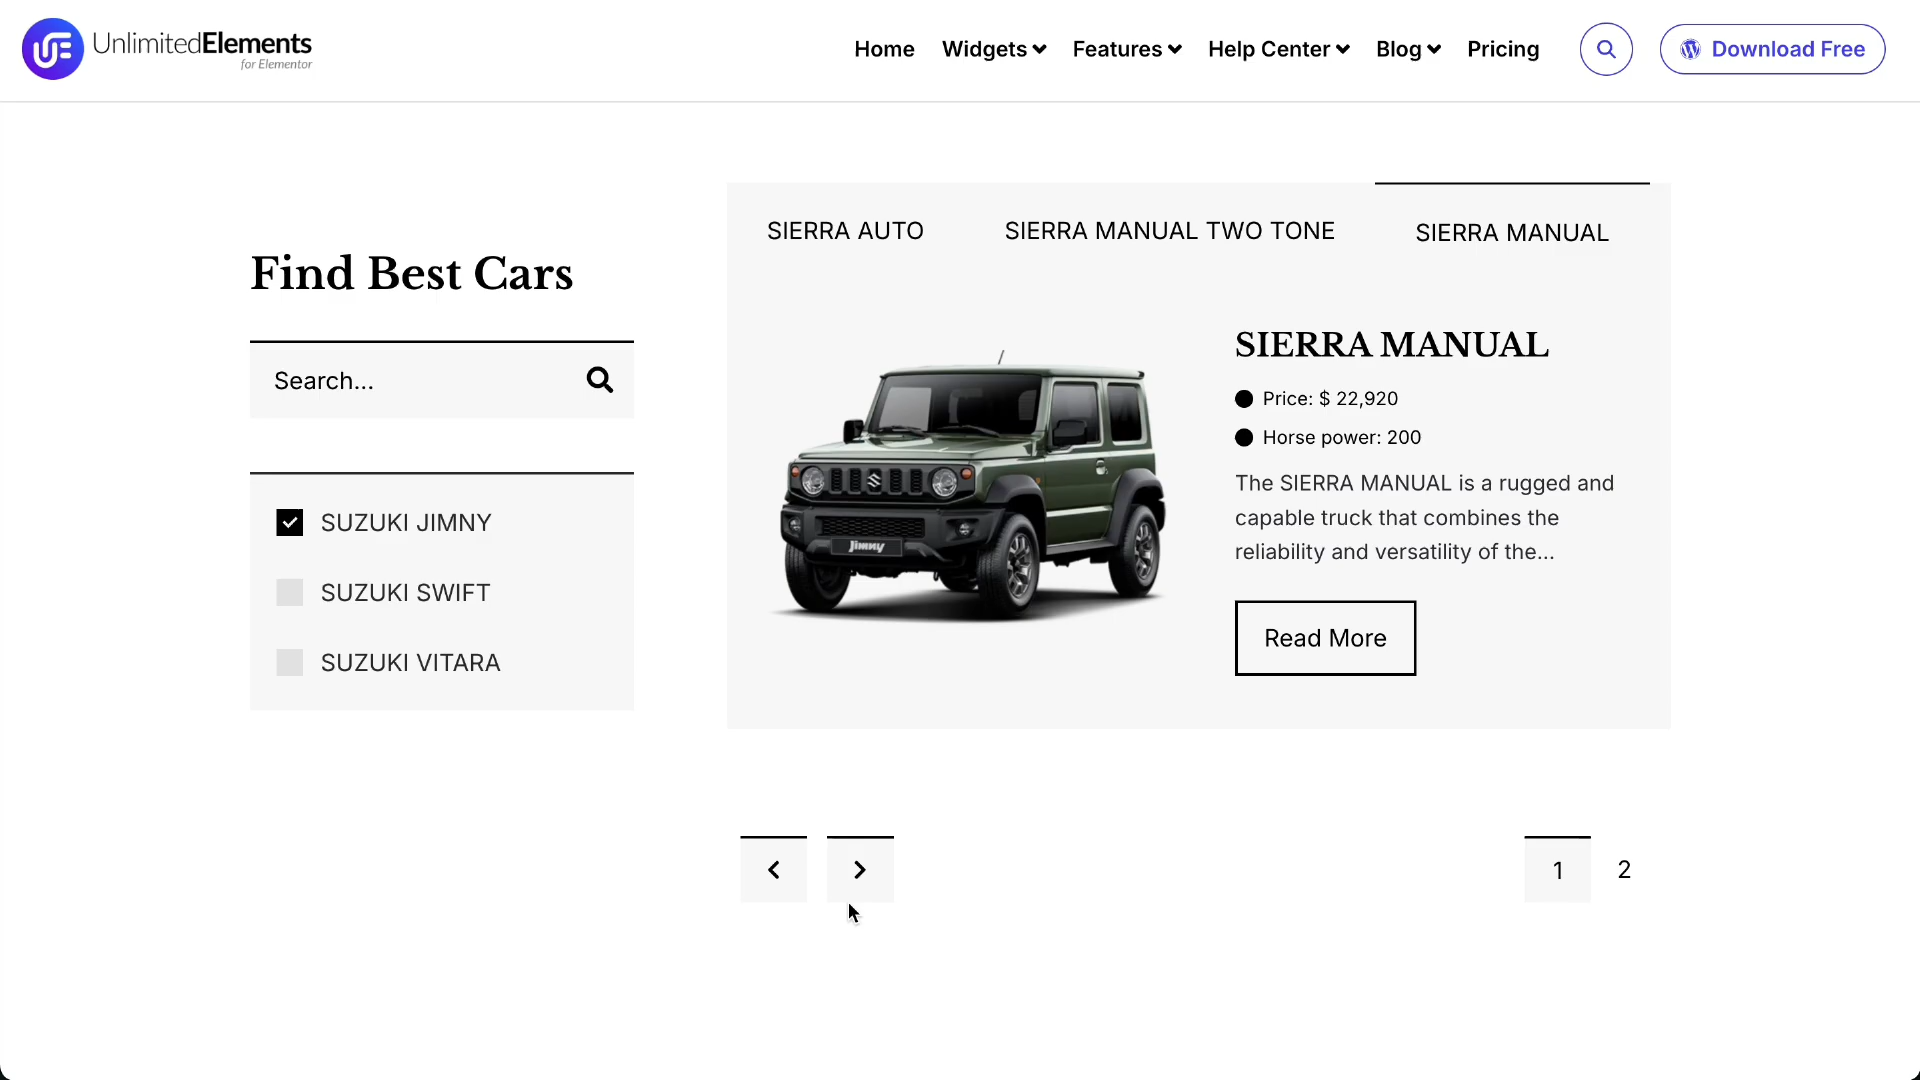 UnlimitedElements
for Elementor
Home Widgets Features Help Center Blog Pricing Download Free
Find Best Cars
Search...
SUZUKI JIMNY
SUZUKI SWIFT
SUZUKI VITARA
SIERRA AUTO SIERRA MANUAL TWO TONE SIERRA MANUAL
Jimny
SIERRA MANUAL
Price: $ 22,920
Horse power: 200
The SIERRA MANUAL is a rugged and
capable truck that combines the
reliability and versatility of the...
Read More
1 2